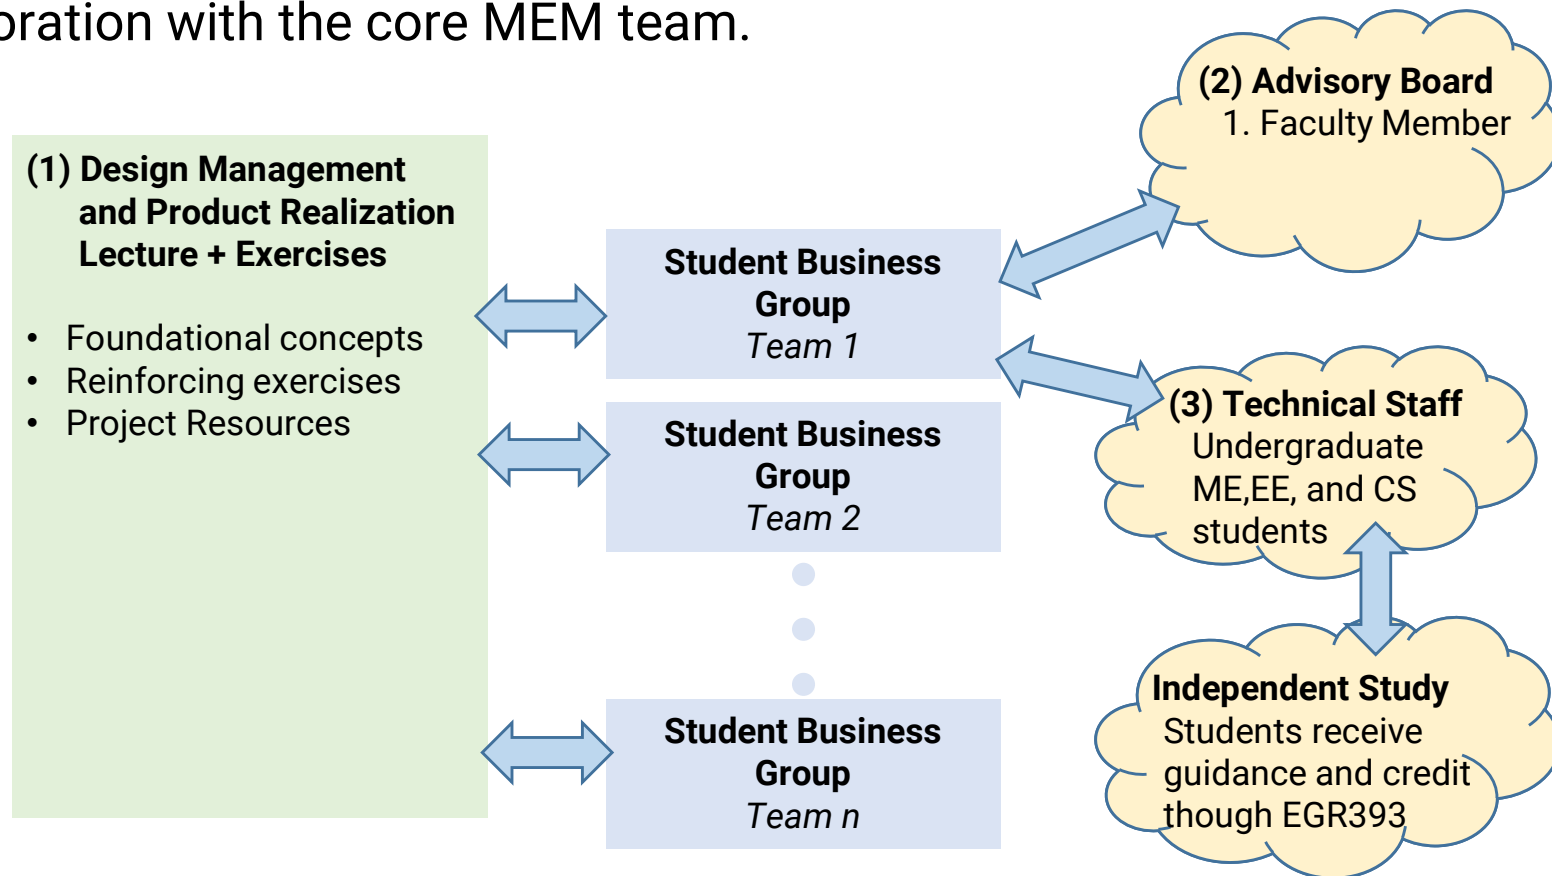 oration with the core MEM team.
(1) Design Management
and Product Realization
Lecture + Exercises
• Foundational concepts
• Reinforcing exercises
• Project Resources
Student Business
Group
Team 1
Student Business
Group
Team 2
Student Business
Group
Team n
(2) Advisory Board
1. Faculty Member
(3) Technical Staff
Undergraduate
ME,EE, and CS
students
Independent Study
Students receive
guidance and credit
though EGR393